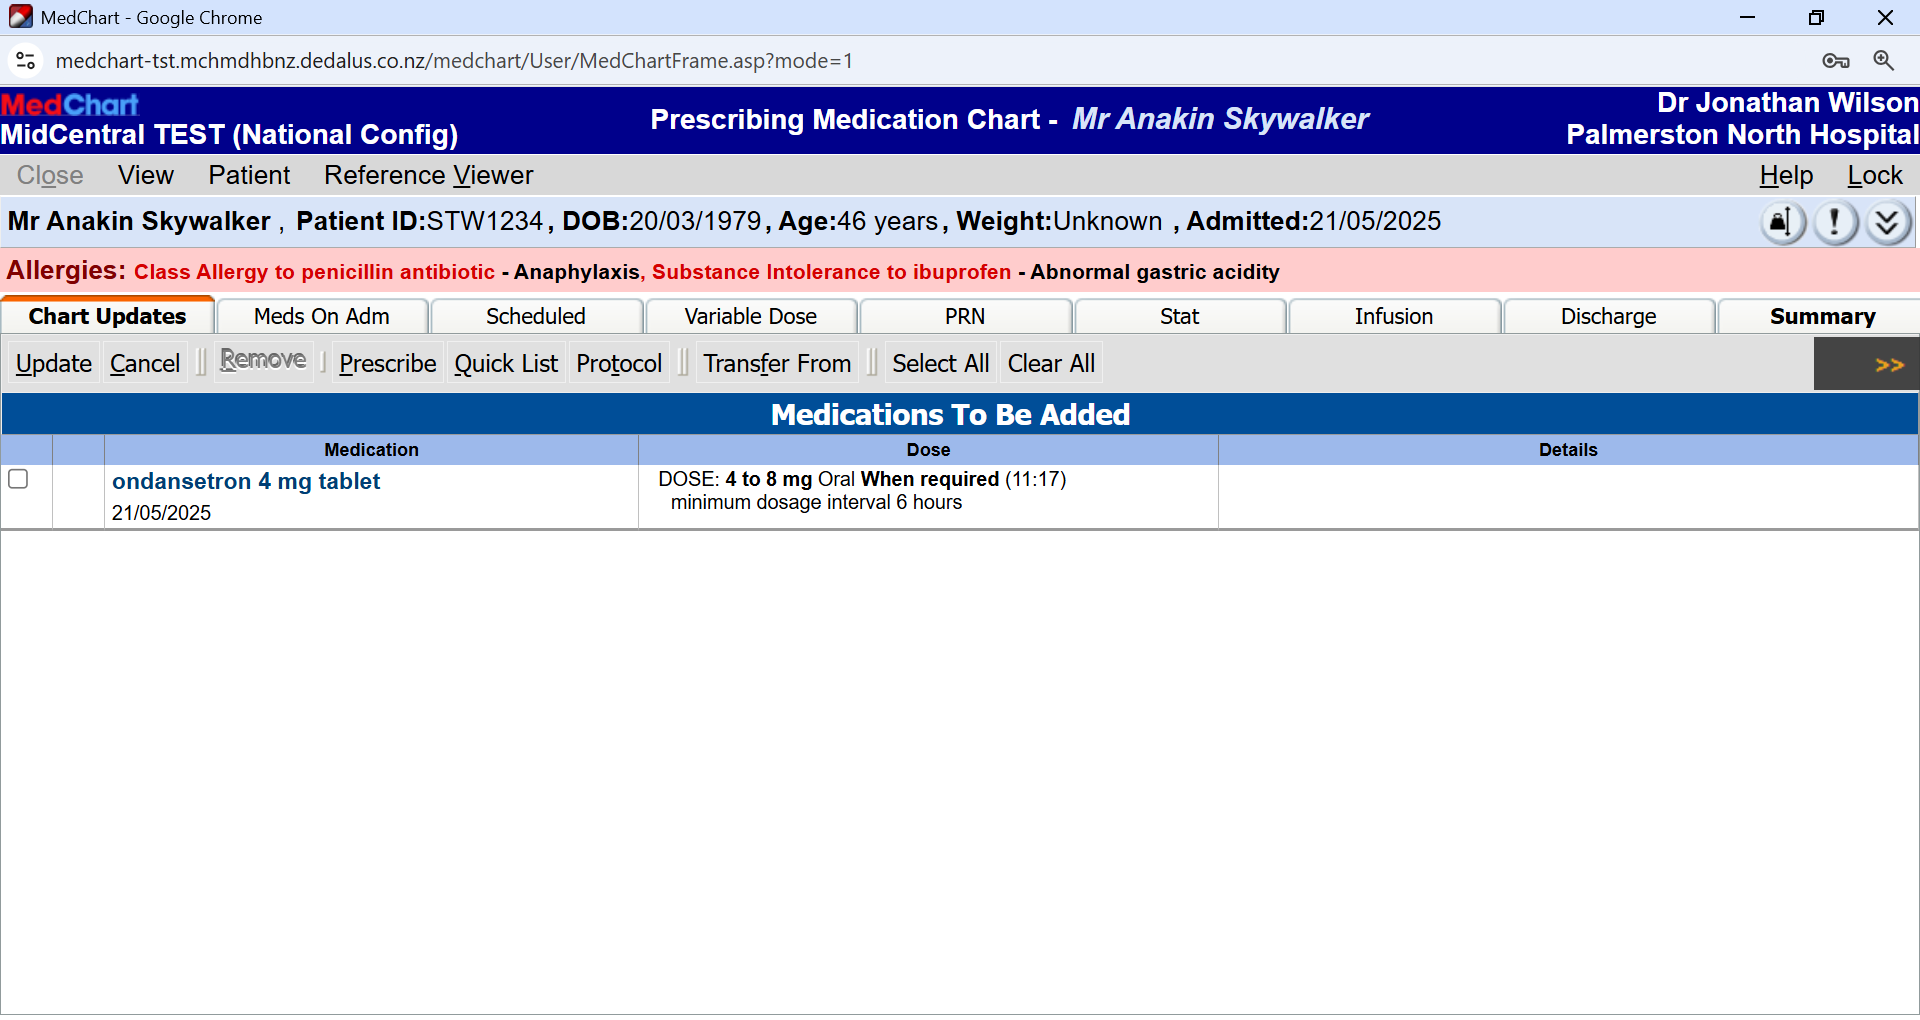 MedChart - Google Chrome
medchart-tst.mchmdhbnz.dedalus.co.nz/medchart/User/MedChartFrame.asp?mode=1
MedChart
MidCentral TEST (National Config)
Prescribing Medication Chart - Mr Anakin Skywalker
Dr Jonathan Wilson
Palmerston North Hospital
Close View Patient Reference Viewer Help Lock
Mr Anakin Skywalker , Patient ID:STW1234, DOB:20/03/1979, Age:46 years, Weight:Unknown , Admitted:21/05/2025
Allergies: Class Allergy to penicillin antibiotic - Anaphylaxis, Substance Intolerance to ibuprofen - Abnormal gastric acidity
Chart Updates Meds On Adm Scheduled Variable Dose PRN Stat Infusion Discharge Summary
Update Cancel Remove Prescribe Quick List Protocol Transfer From Select All Clear All >>
Medications To Be Added
Medication Dose Details
ondansetron 4 mg tablet
21/05/2025
DOSE: 4 to 8 mg Oral When required (11:17)
minimum dosage interval 6 hours